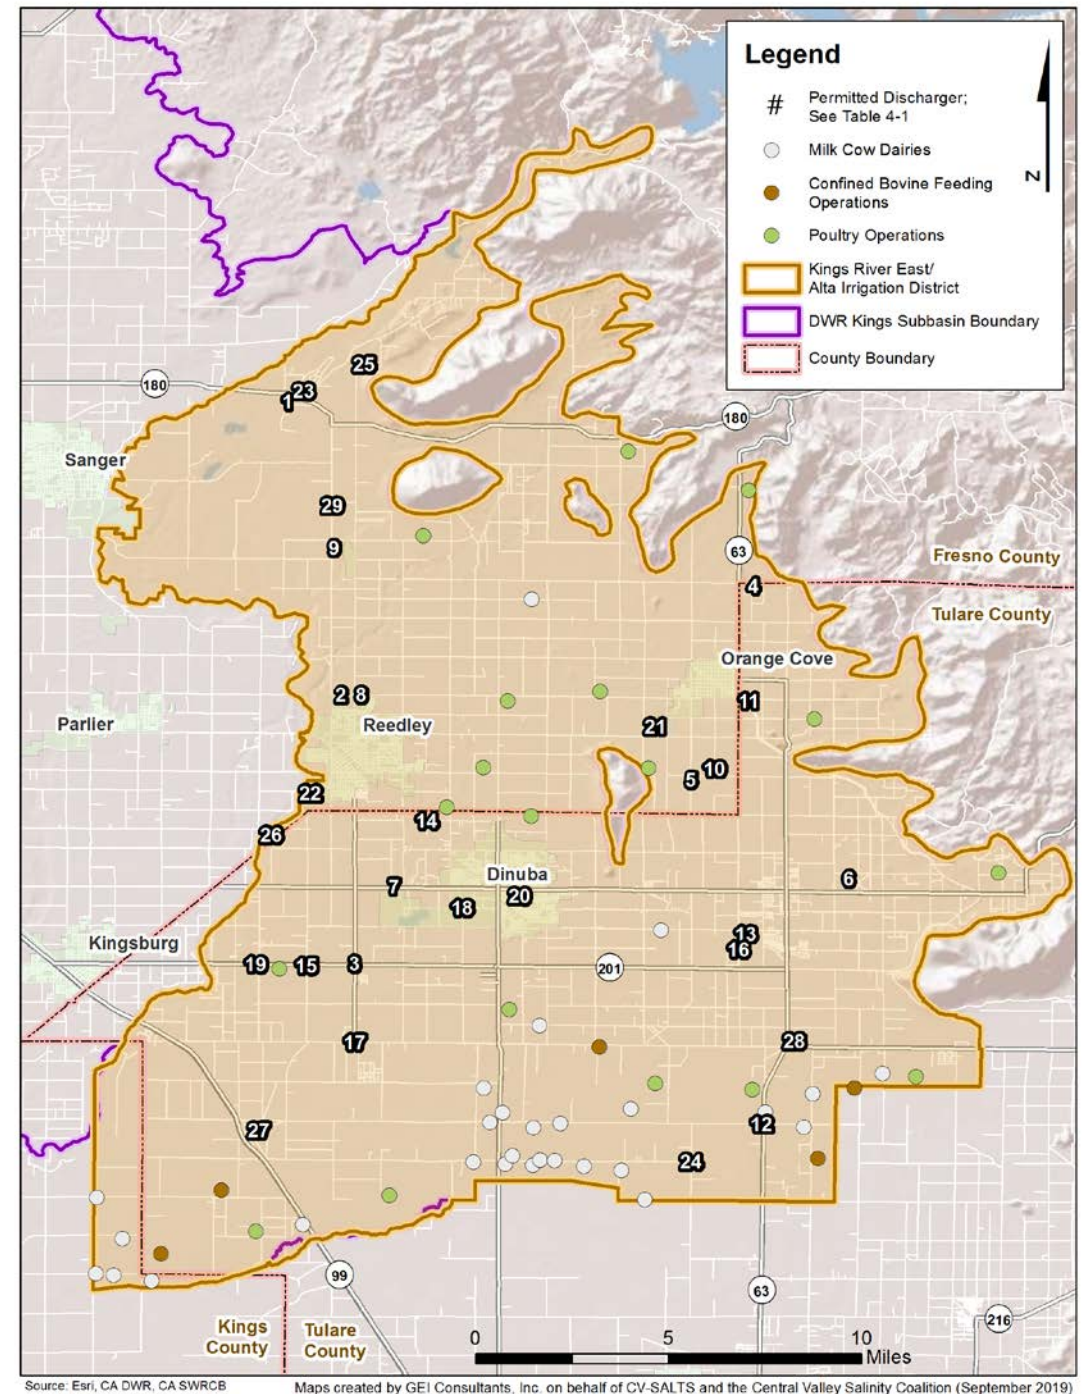 Legend
#
Permitted Discharger;
See Table 4-1
Milk Cow Dairies
Confined Bovine Feeding
Operations
Poultry Operations
Kings River East/
Alta Irrigation District
DWR Kings Subbasin Boundary
County Boundary
N
25
180
23
1
180
Sanger
29
9
63
Fresno County
4
Tulare County
Orange Cove
2 8
11
Parlier
Reedley
21
10
5
22
14
26
Dinuba
7
6
20
18
Kingsburg
13
16
19
15
3
201
17
28
12
27
24
99
63
216
Kings
County
Tulare
County
0
5
10
Miles
Source: Esri, CA DWR, CA SWRCB
Maps created by GEI Consultants, Inc. on behalf of CV-SALTS and the Central Valley Salinity Coalition (September 2019)